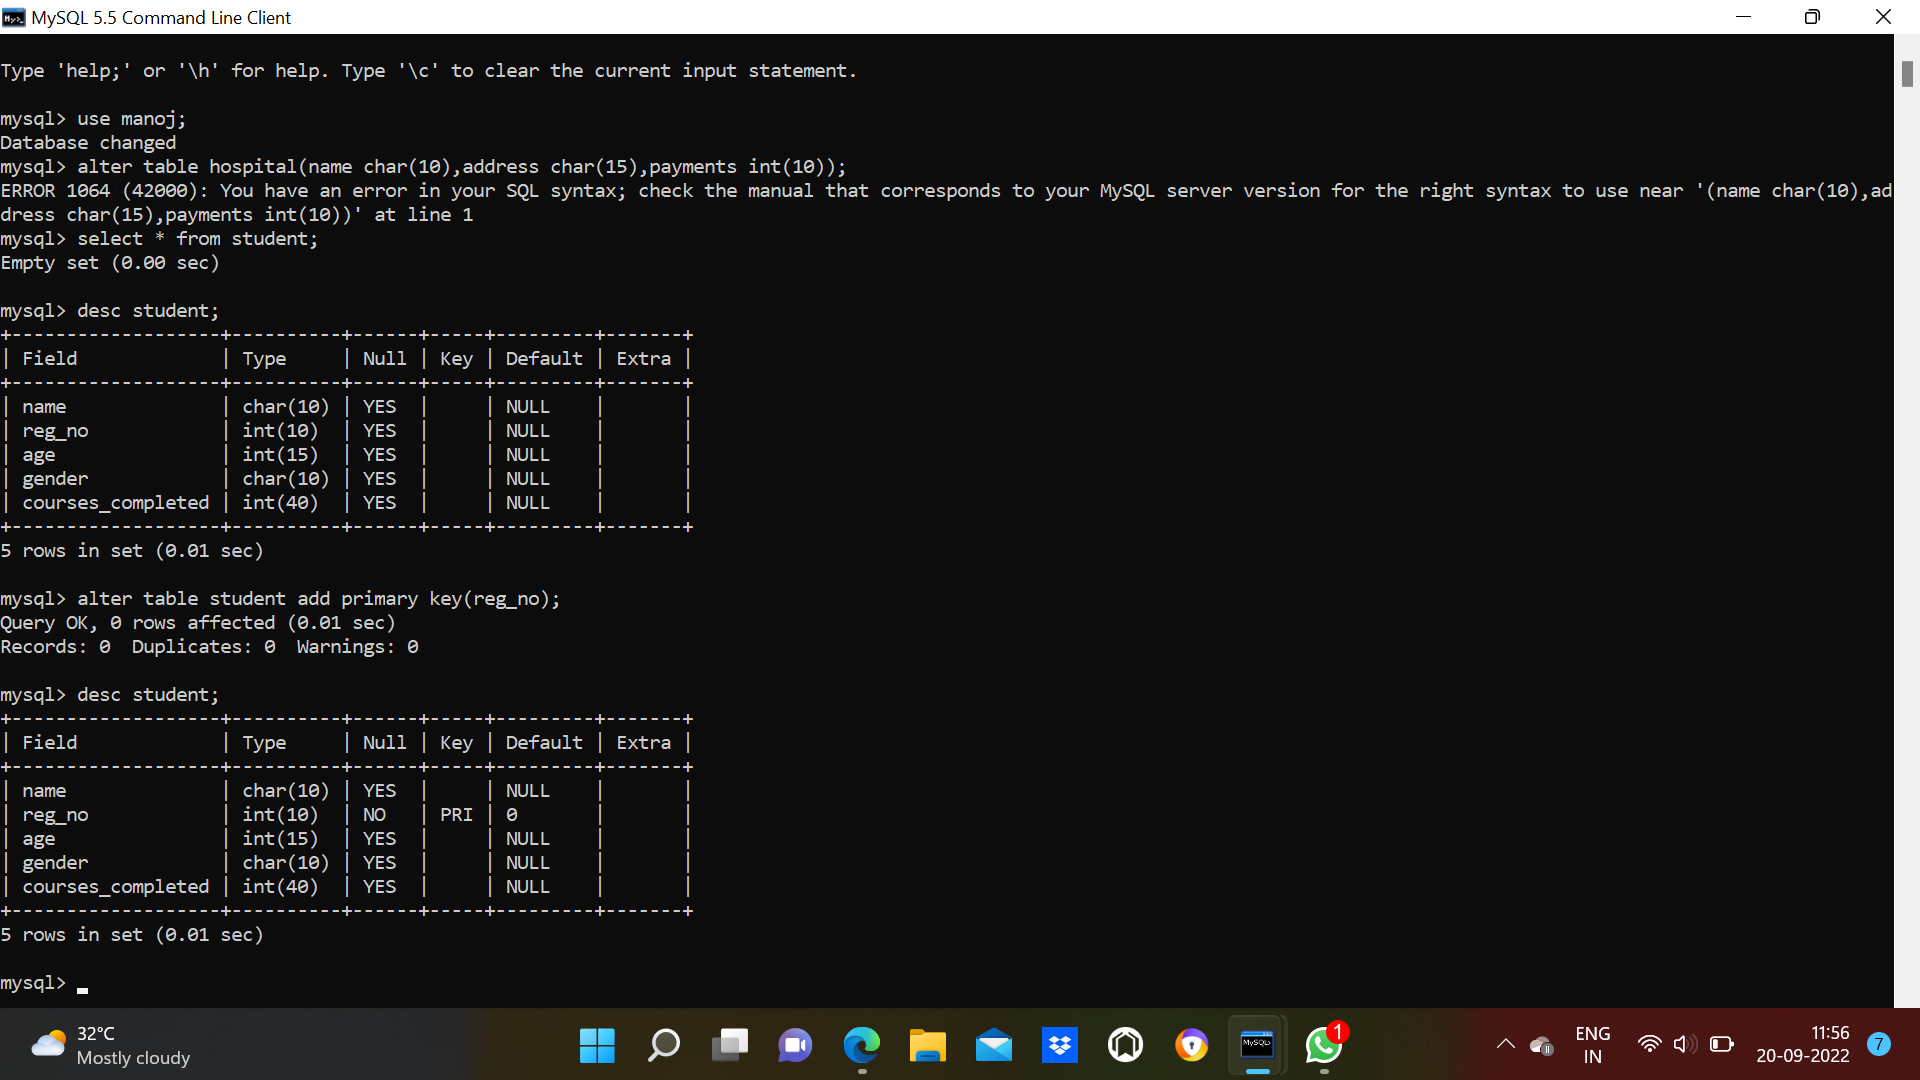 MySQL 5.5 Command Line Client
Type 'help;' or '\h' for help. Type '\c' to clear the current input statement.
mysql> use manoj;
Database changed
mysql> alter table hospital(name char(10),address char(15),payments int(10));
ERROR 1064 (42000): You have an error in your SQL syntax; check the manual that corresponds to your MySQL server version for the right syntax to use near '(name char(10),ad
dress char(15),payments int(10))' at line 1
mysql> select * from student;
Empty set (0.00 sec)
mysql> desc student;
+-------------------+----------+------+-----+---------+-------+
| Field             | Type     | Null | Key | Default | Extra |
+-------------------+----------+------+-----+---------+-------+
| name              | char(10) | YES  |     | NULL    |       |
| reg_no            | int(10)  | YES  |     | NULL    |       |
| age               | int(15)  | YES  |     | NULL    |       |
| gender            | char(10) | YES  |     | NULL    |       |
| courses_completed | int(40)  | YES  |     | NULL    |       |
+-------------------+----------+------+-----+---------+-------+
5 rows in set (0.01 sec)
mysql> alter table student add primary key(reg_no);
Query OK, 0 rows affected (0.01 sec)
Records: 0  Duplicates: 0  Warnings: 0
mysql> desc student;
+-------------------+----------+------+-----+---------+-------+
| Field             | Type     | Null | Key | Default | Extra |
+-------------------+----------+------+-----+---------+-------+
| name              | char(10) | YES  |     | NULL    |       |
| reg_no            | int(10)  | NO   | PRI | 0       |       |
| age               | int(15)  | YES  |     | NULL    |       |
| gender            | char(10) | YES  |     | NULL    |       |
| courses_completed | int(40)  | YES  |     | NULL    |       |
+-------------------+----------+------+-----+---------+-------+
5 rows in set (0.01 sec)
mysql>
32°C
Mostly cloudy
MySQL>
1
ENG
IN
11:56
20-09-2022
7